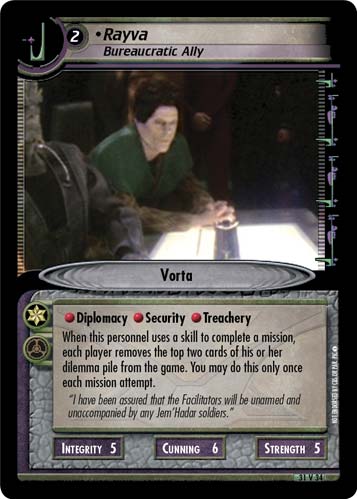 2 • Rayva
Bureaucratic Ally
Vorta
Diplomacy Security Treachery
When this personnel uses a skill to complete a mission,
each player removes the top two cards of his or her
dilemma pile from the game. You may do this only once
each mission attempt.
"I have been assured that the Facilitators will be unarmed and
unaccompanied by any Jem'Hadar soldiers."
INTEGRITY 5 CUNNING 6 STRENGTH 5
31 V 34